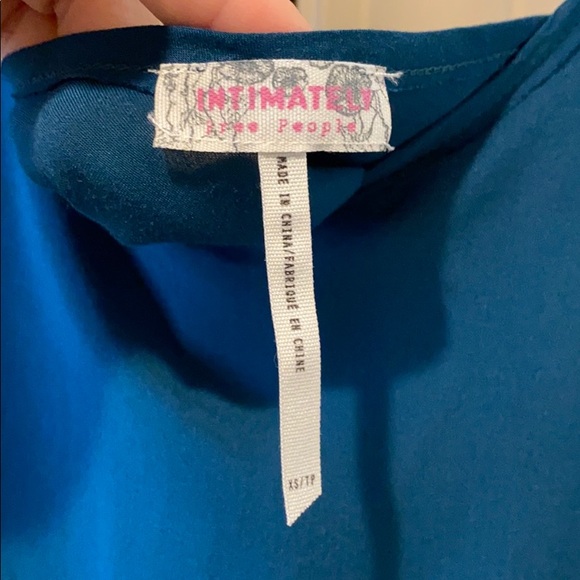 INTIMATELY
Free People
MADE IN CHINA/FABRIQUÉ EN CHINE
XS/TP